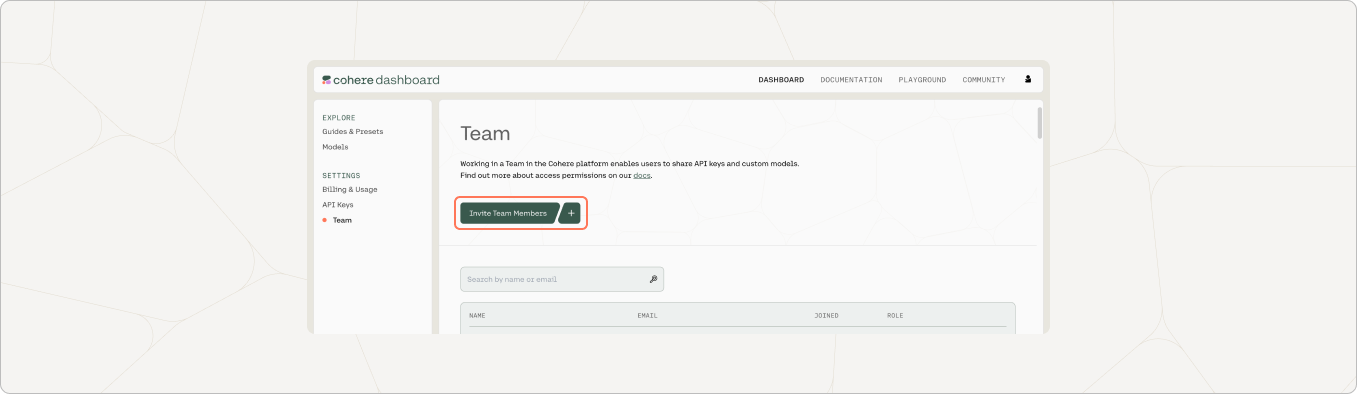 cohere dashboard
DASHBOARD DOCUMENTATION PLAYGROUND COMMUNITY
EXPLORE
Guides & Presets
Models
SETTINGS
Billing & Usage
API Keys
Team
Team
Working in a Team in the Cohere platform enables users to share API keys and custom models.
Find out more about access permissions on our docs.
Invite Team Members +
Search by name or email
NAME EMAIL JOINED ROLE